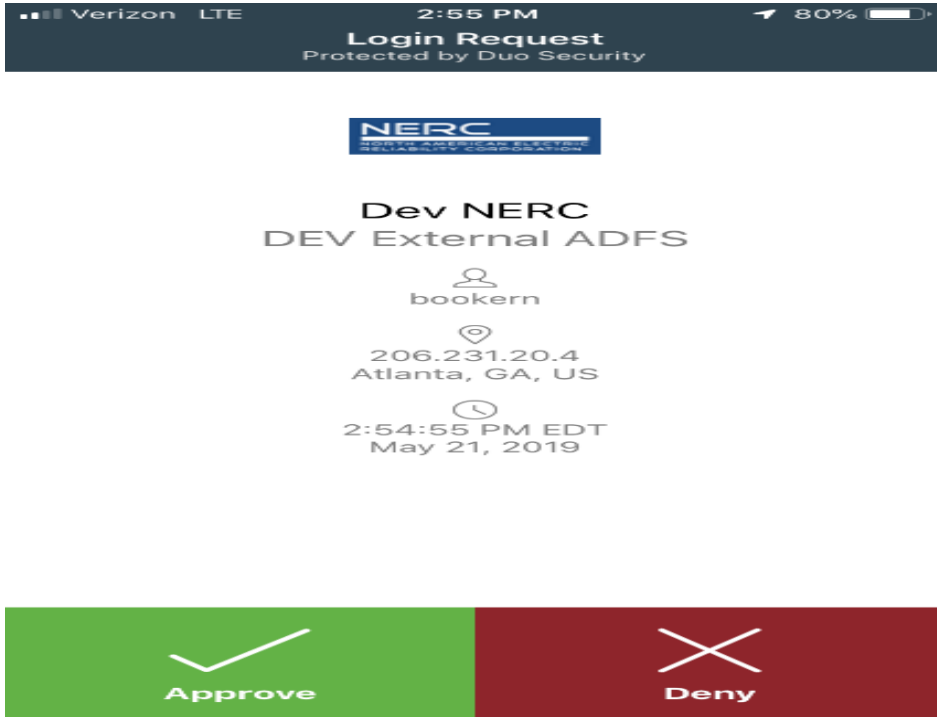 Verizon LTE 2:55 PM 80%
Login Request
Protected by Duo Security
NERC
NORTH AMERICAN ELECTRIC
RELIABILITY CORPORATION
Dev NERC
DEV External ADFS
bookern
206.231.20.4
Atlanta, GA, US
2:54:55 PM EDT
May 21, 2019
Approve Deny